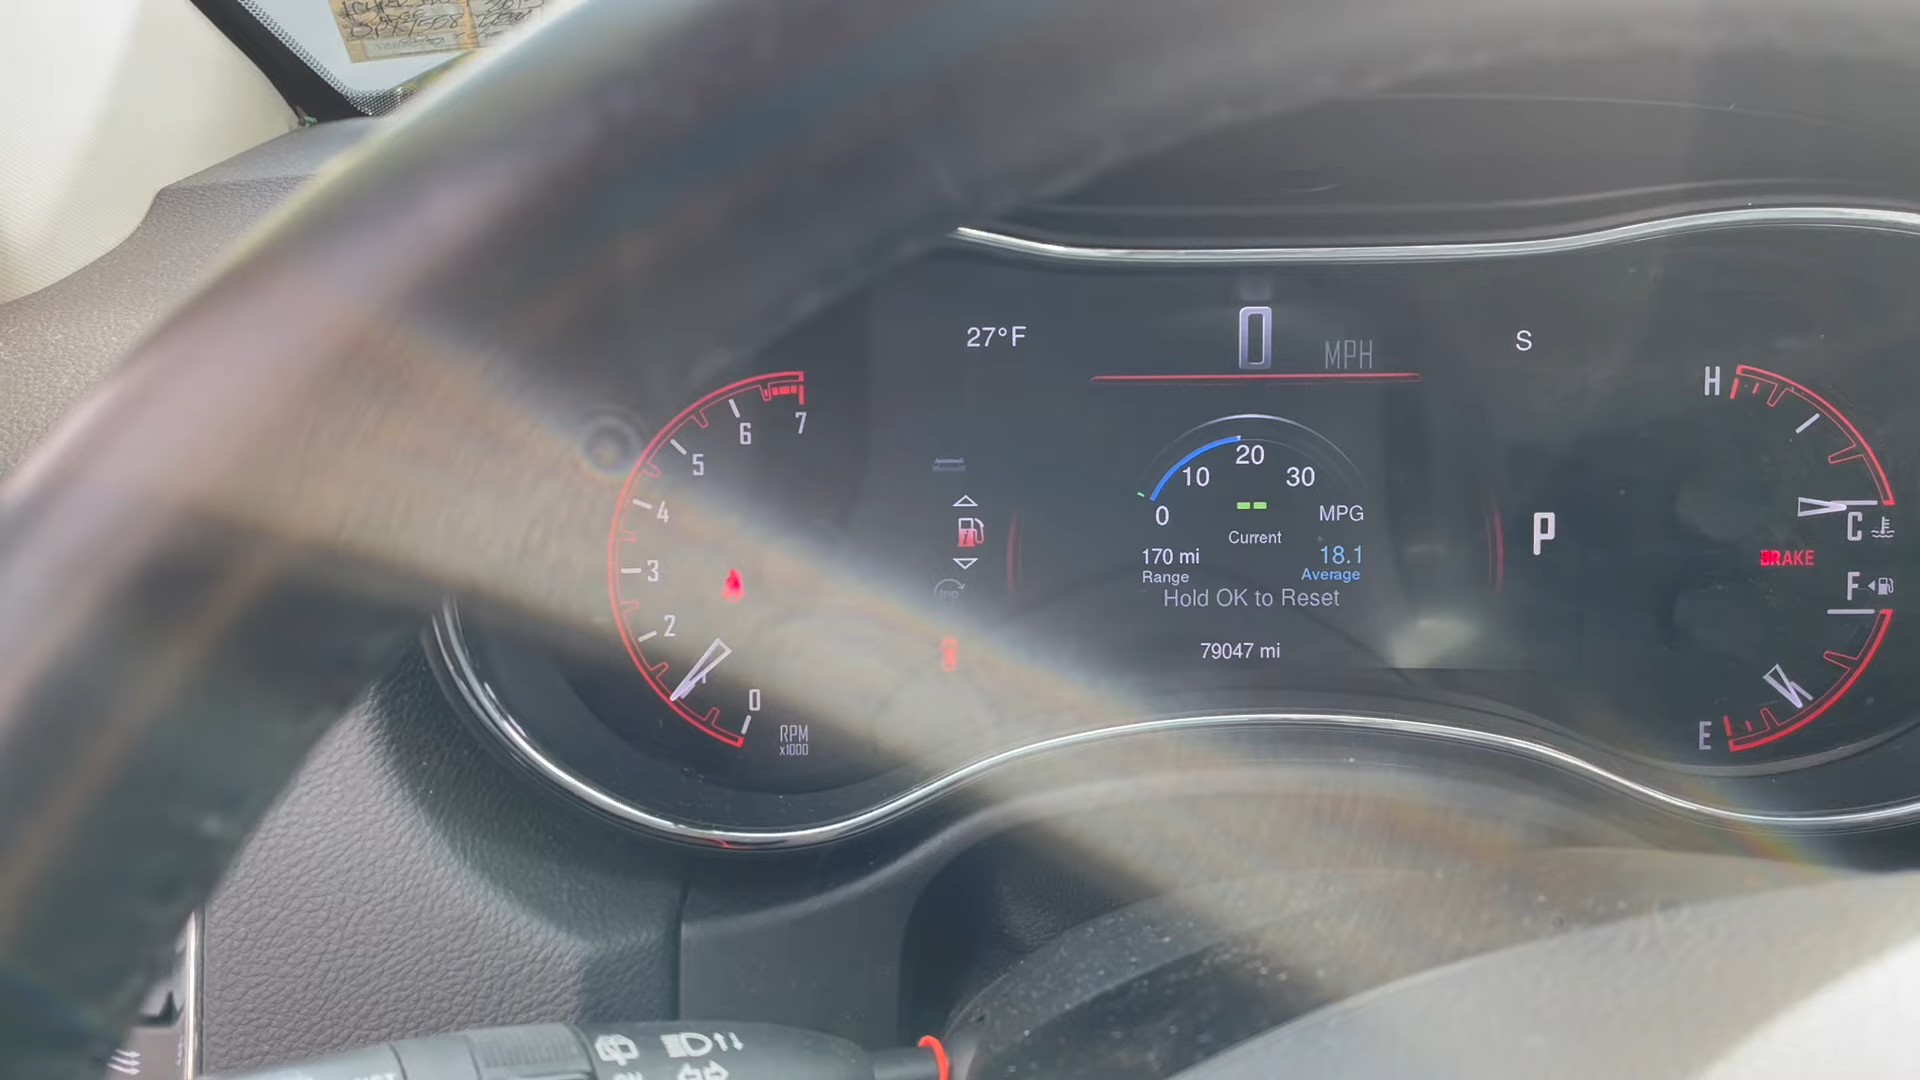 27°F
0 MPH
S
7
6
5
4
3
2
0
RPM
x1000
10 20 30
0
MPG
Current
170 mi
Range
18.1
Average
Hold OK to Reset
79047 mi
trip
P
H
C
BRAKE
F
E